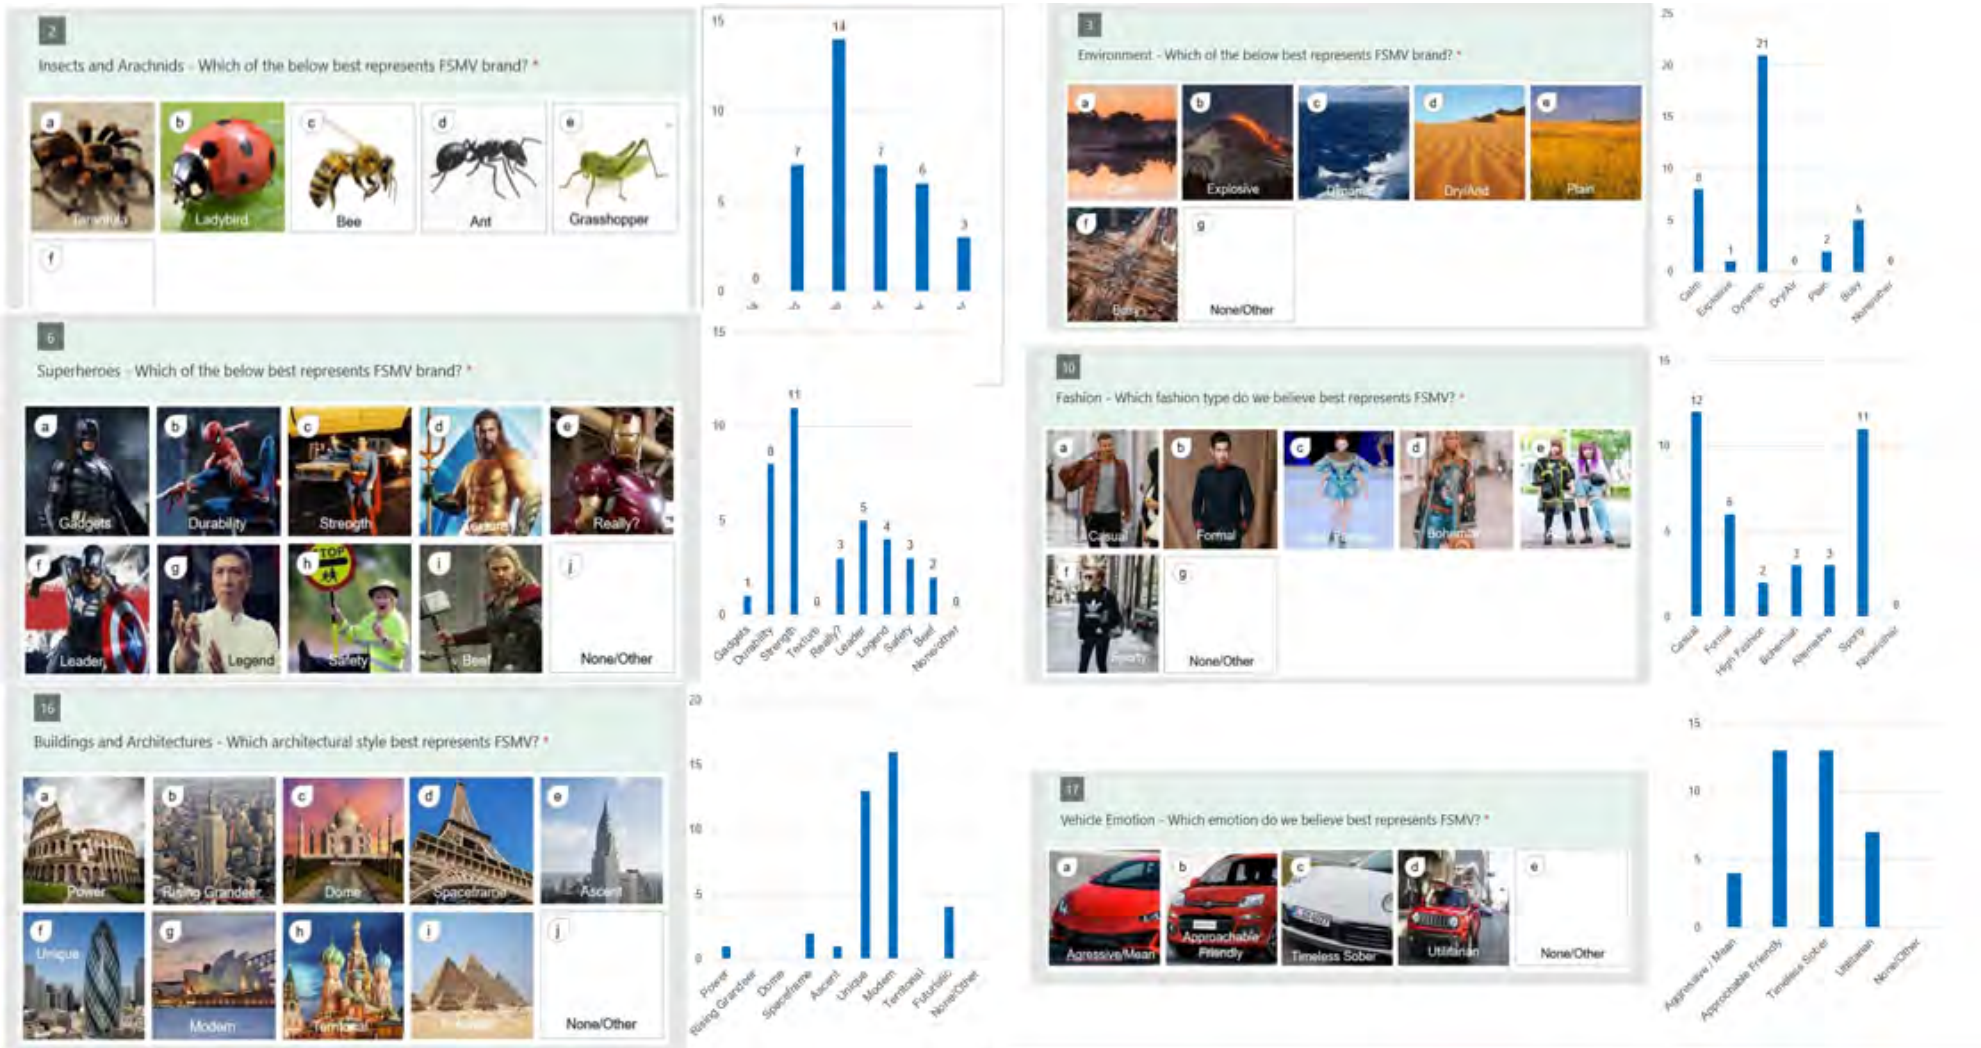 2
Insects and Arachnids - Which of the below best represents FSMV brand? *
a
b
c
d
e
Tarantula
Ladybird
Bee
Ant
Grasshopper
f
15
10
5
0
0
7
14
7
6
3
3
Environment - Which of the below best represents FSMV brand? *
a
b
c
d
e
Calm
Explosive
Dynamic
Dry/Arid
Plain
f
g
Busy
None/Other
25
20
15
10
5
0
8
1
21
0
2
5
0
Calm
Explosive
Dynamic
Dry/Air
Plain
Busy
None/other
6
Superheroes - Which of the below best represents FSMV brand? *
a
b
c
d
e
Gadgets
Durability
Strength
Texture
Really?
f
g
h
STOP
i
j
Leader
Legend
Safety
Beef
None/Other
15
10
5
0
1
8
11
0
3
5
4
3
2
0
Gadgets
Durability
Strength
Texture
Really?
Leader
Legend
Safety
Beef
None/other
10
Fashion - Which fashion type do we believe best represents FSMV? *
a
b
c
d
e
Casual
Formal
Bohemian
f
g
Sporty
None/Other
15
10
5
0
12
6
2
3
3
11
0
Casual
Formal
High Fashion
Bohemian
Alternative
Sporty
None/other
16
Buildings and Architectures - Which architectural style best represents FSMV? *
a
b
c
d
e
Power
Rising Grandeer
Dome
Spaceframe
Ascent
f
g
h
i
j
Unique
Modern
Territorial
None/Other
20
15
10
5
0
Power
Rising Grandeer
Dome
Spaceframe
Ascent
Unique
Modern
Territorial
Futuristic
None/Other
17
Vehicle Emotion - Which emotion do we believe best represents FSMV? *
a
b
c
d
e
Agressive/Mean
Approachable
Friendly
Timeless Sober
Utilitarian
None/Other
15
10
5
0
Aggressive / Mean
Approchable Friendly
Timeless Sober
Utilitarian
None/Other